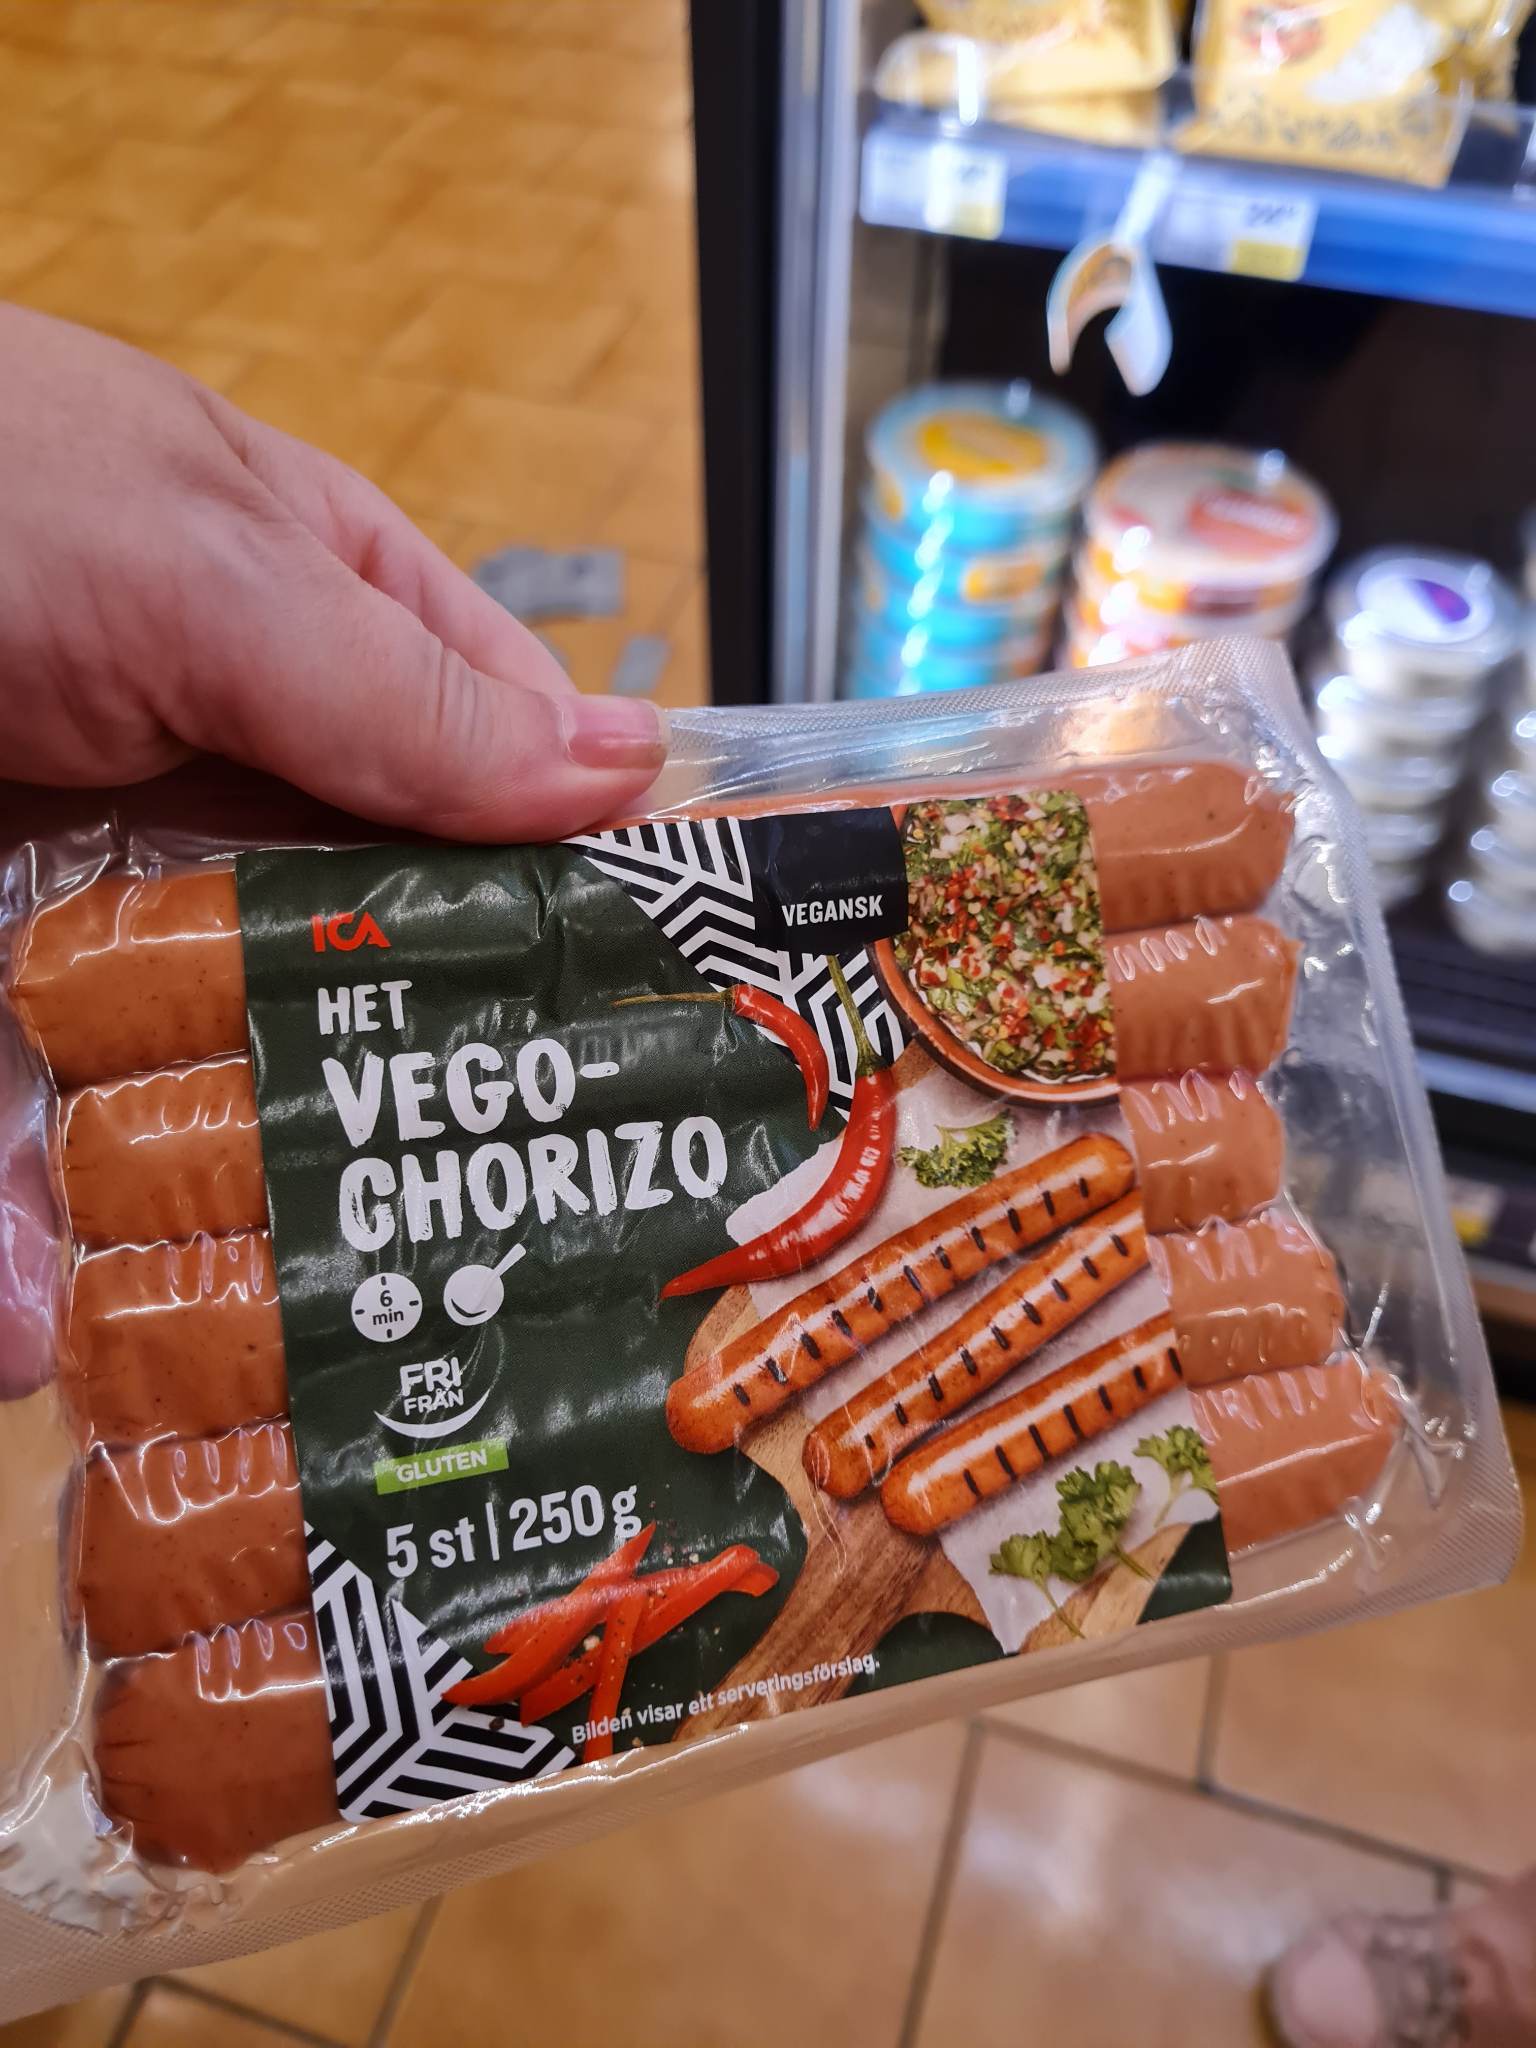 VEGANSK
ICA
HET
VEGO-
CHORIZO
6
min
FRI
FRÅN
GLUTEN
5 st | 250 g
Bilden visar ett serveringsförslag.